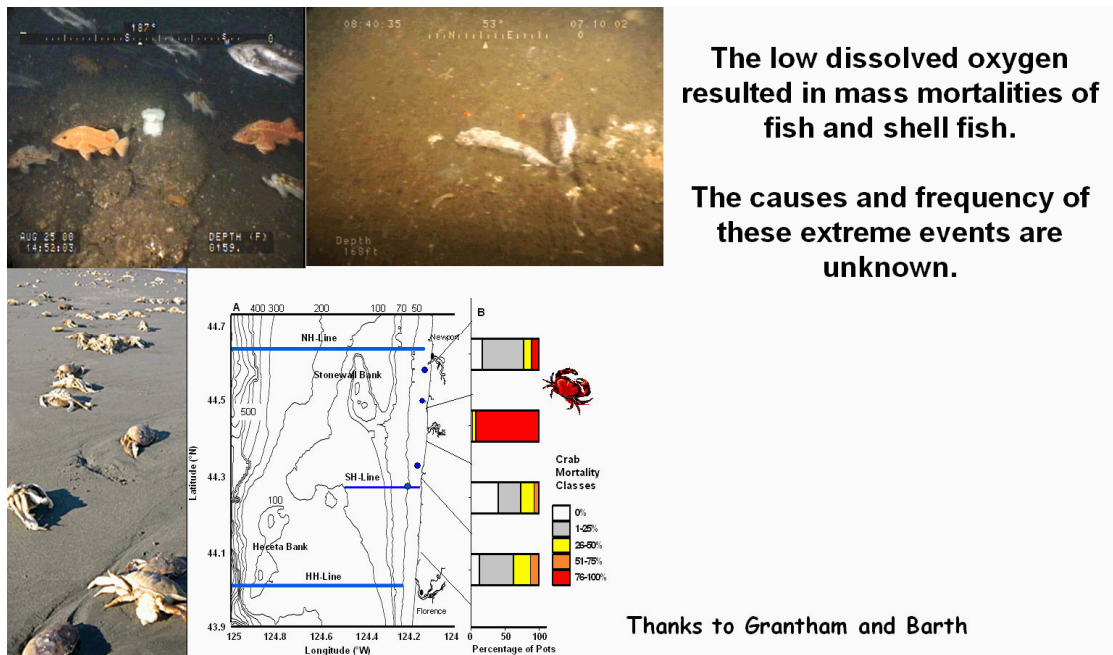 187°
S
0
AUG 25 00
14:52:03
DEPTH (F)
0159.
08:40:35
53°
07.10.02
N
E
0
Depth
168ft
The low dissolved oxygen
resulted in mass mortalities of
fish and shell fish.
The causes and frequency of
these extreme events are
unknown.
A
400 300 200 100 70 50
B
44.7
44.5
44.3
44.1
43.9
Latitude (°N)
NH-Line
Newport
Stonewall Bank
500
SH-Line
100
Heceta Bank
HH-Line
Florence
125 124.8 124.6 124.4 124.2 124
Longitude (°W)
0 50 100
Percentage of Pots
Crab
Mortality
Classes
0%
1-25%
26-50%
51-75%
76-100%
Thanks to Grantham and Barth